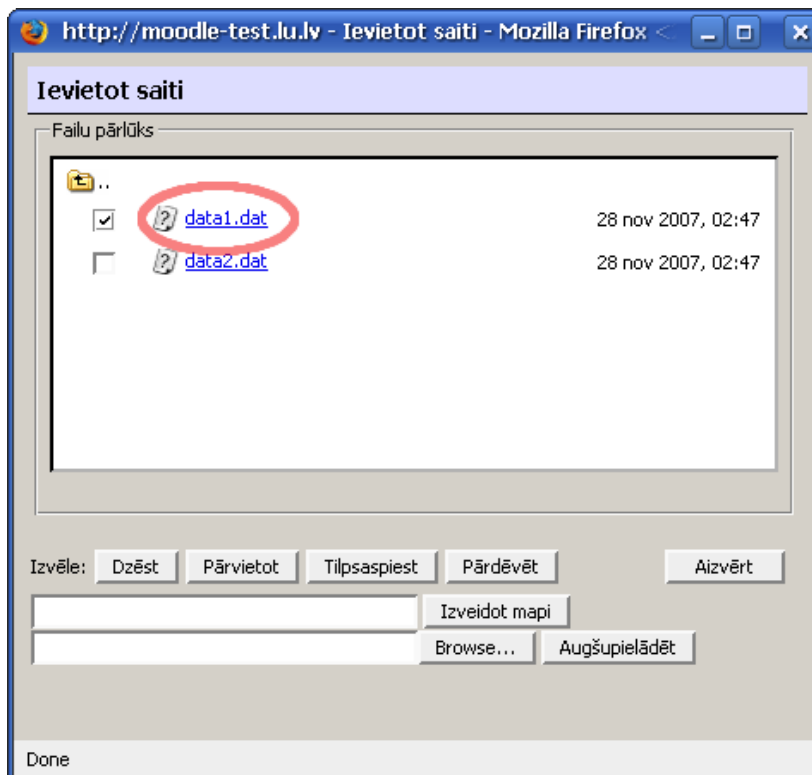 http://moodle-test.lu.lv - Ievietot saiti - Mozilla Firefox <
Ievietot saiti
Failu pārlūks
..
data1.dat 28 nov 2007, 02:47
data2.dat 28 nov 2007, 02:47
Izvēle: Dzēst Pārvietot Tilpsaspiest Pārdēvēt Aizvērt
Izveidot mapi
Browse... Augšupielādēt
Done